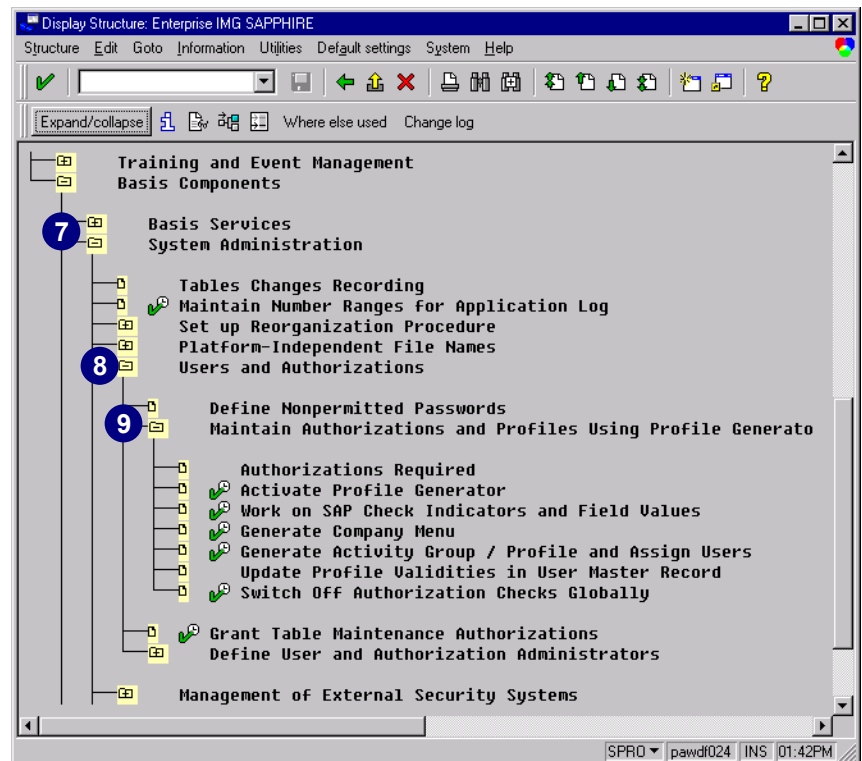 Display Structure: Enterprise IMG SAPPHIRE
Structure Edit Goto Information Utilities Default settings System Help
Expand/collapse Where else used Change log
Training and Event Management
Basis Components
7
Basis Services
System Administration
Tables Changes Recording
Maintain Number Ranges for Application Log
Set up Reorganization Procedure
Platform-Independent File Names
8
Users and Authorizations
Define Nonpermitted Passwords
9
Maintain Authorizations and Profiles Using Profile Generato
Authorizations Required
Activate Profile Generator
Work on SAP Check Indicators and Field Values
Generate Company Menu
Generate Activity Group / Profile and Assign Users
Update Profile Validities in User Master Record
Switch Off Authorization Checks Globally
Grant Table Maintenance Authorizations
Define User and Authorization Administrators
Management of External Security Systems
SPRO pawdf024 INS 01:42PM